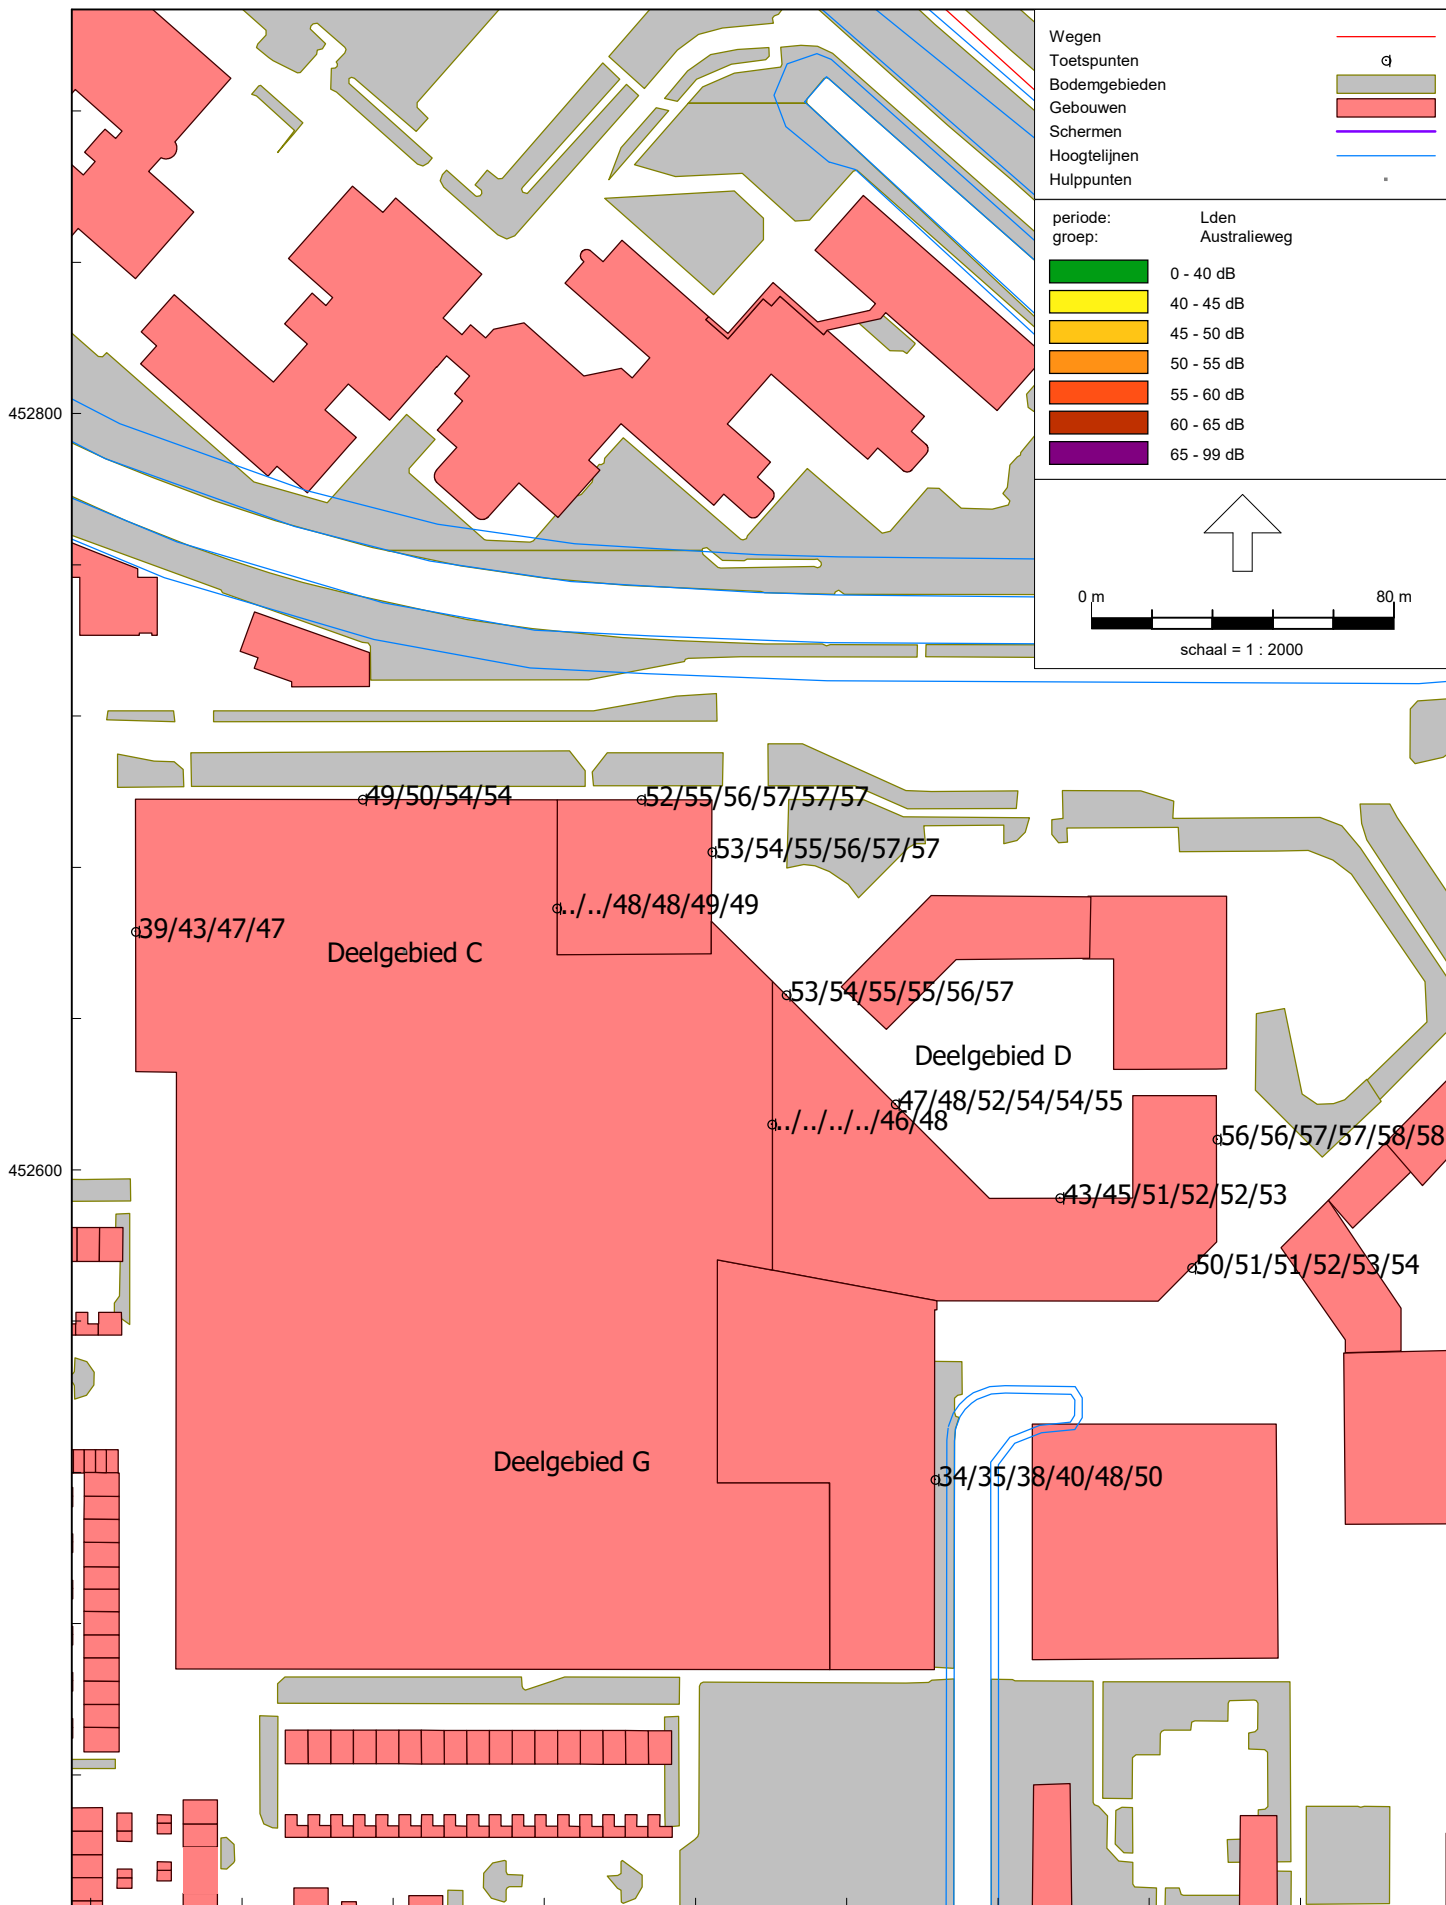 Wegen
Toetspunten
Bodemgebieden
Gebouwen
Schermen
Hoogtelijnen
Hulppunten
periode: Lden
groep: Australieweg
0 - 40 dB
40 - 45 dB
45 - 50 dB
50 - 55 dB
55 - 60 dB
60 - 65 dB
65 - 99 dB
0 m 80 m
schaal = 1 : 2000
452800
49/50/54/54
52/55/56/57/57/57
53/54/55/56/57/57
../../48/48/49/49
39/43/47/47
Deelgebied C
53/54/55/55/56/57
Deelgebied D
47/48/52/54/54/55
../../../../46/48
56/56/57/57/58/58
452600
43/45/51/52/52/53
50/51/51/52/53/54
Deelgebied G
34/35/38/40/48/50